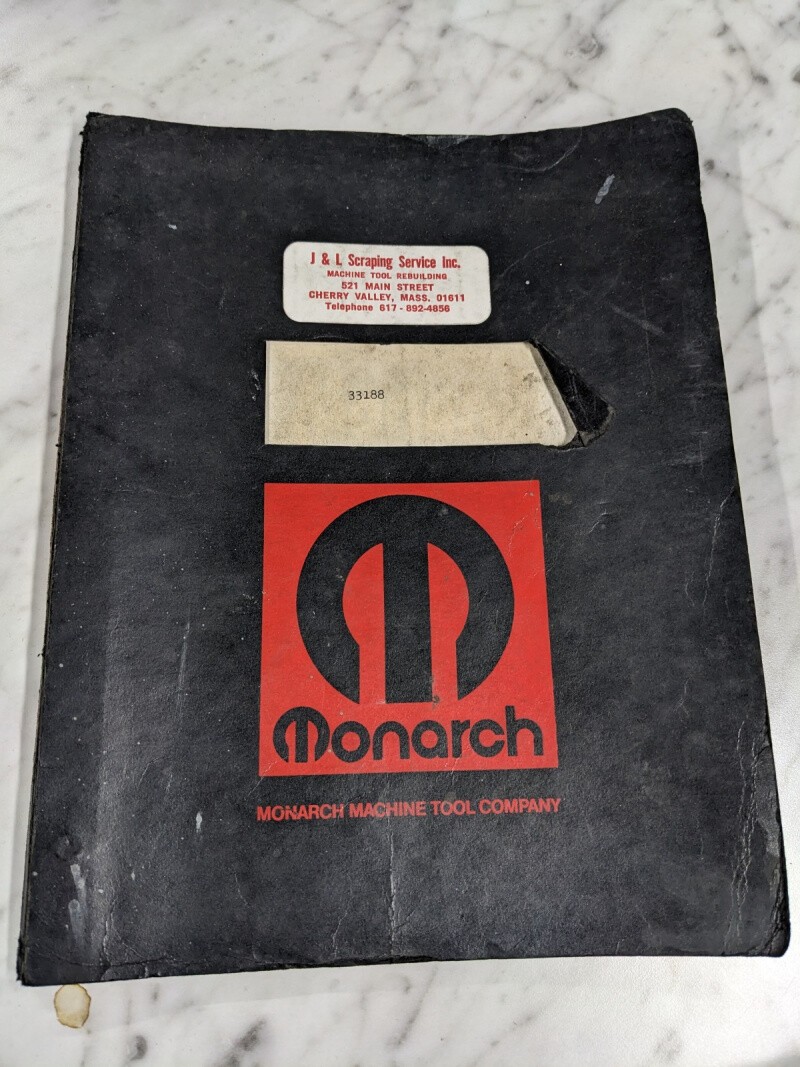 J & L Scraping Service Inc.
MACHINE TOOL REBUILDING
521 MAIN STREET
CHERRY VALLEY, MASS. 01611
Telephone 617-892-4856
33188
Monarch
MONARCH MACHINE TOOL COMPANY